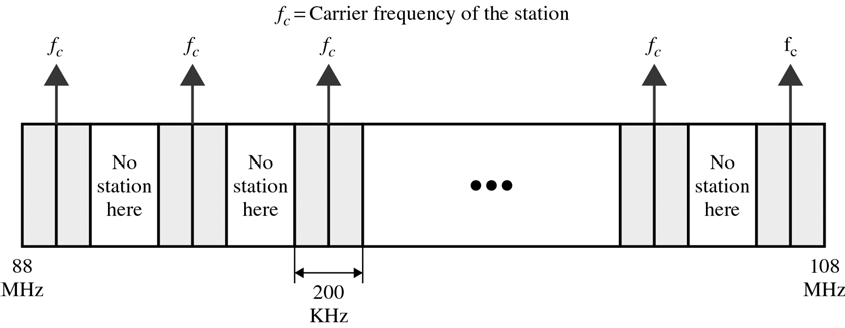 f_c = Carrier frequency of the station
f_c f_c f_c f_c f_c
No
station
here
No
station
here
No
station
here
88
MHz
200
KHz
108
MHz